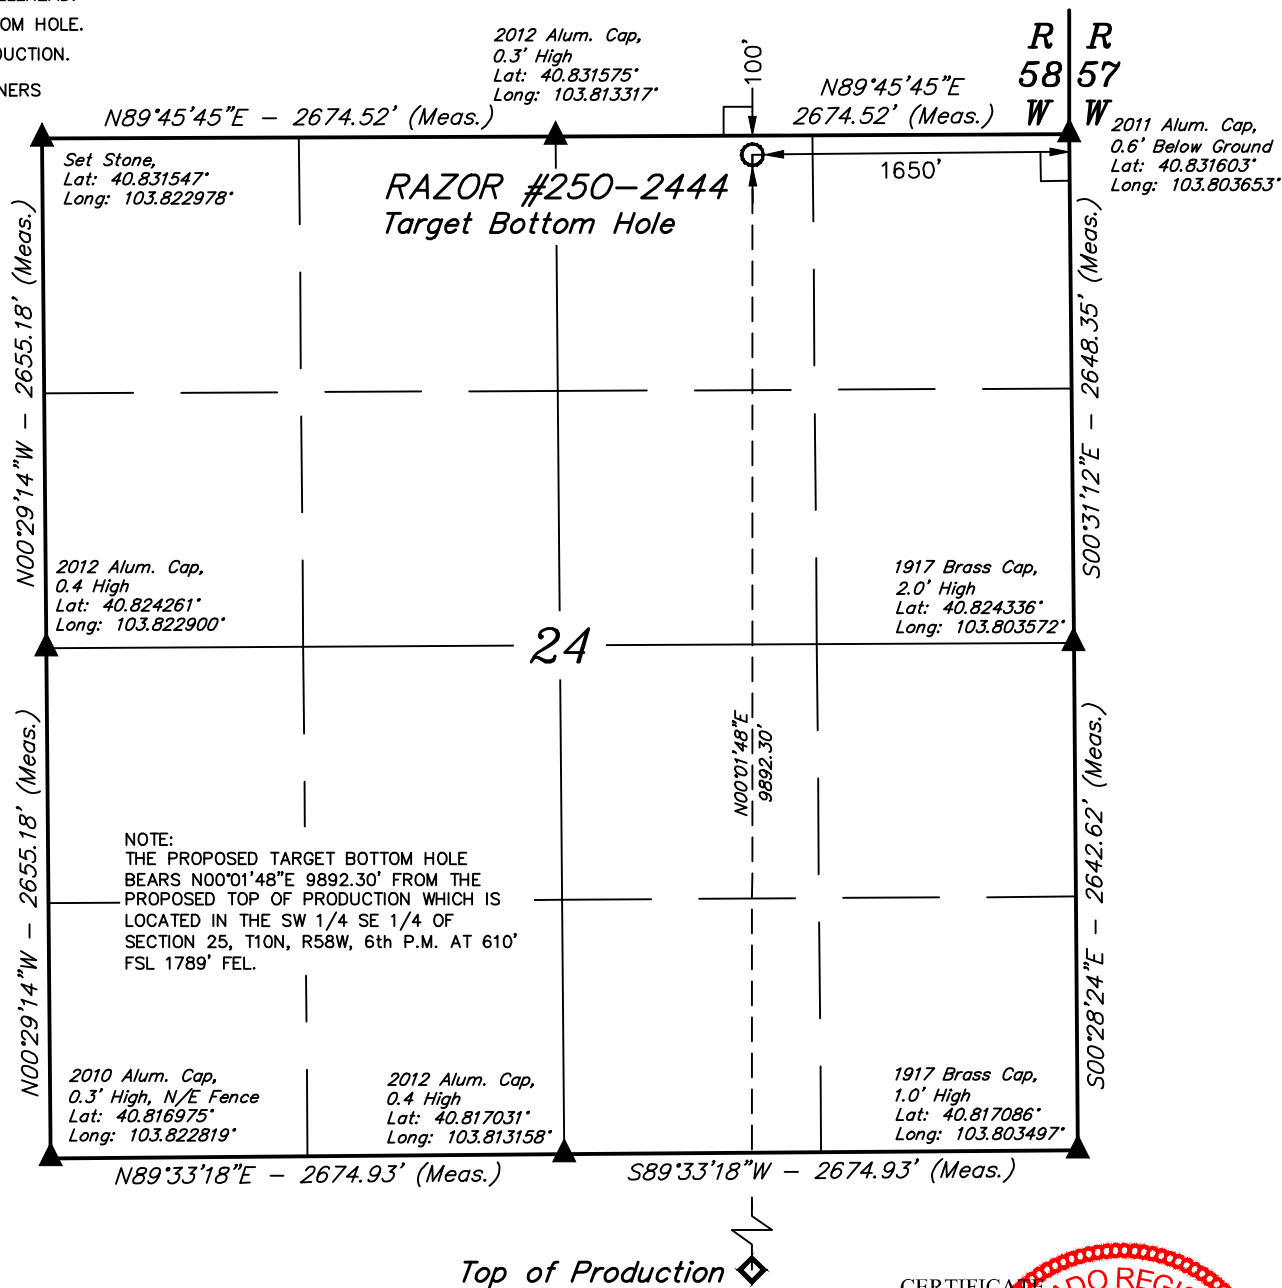 OM HOLE.
DUCTION.
NERS
2012 Alum. Cap,
0.3' High
Lat: 40.831575°
Long: 103.813317°
100'
R R
58 57
W W
N89°45'45"E - 2674.52' (Meas.)
N89°45'45"E
2674.52' (Meas.)
2011 Alum. Cap,
0.6' Below Ground
Lat: 40.831603°
Long: 103.803653°
Set Stone,
Lat: 40.831547°
Long: 103.822978°
1650'
RAZOR #250-2444
Target Bottom Hole
N00°29'14"W - 2655.18' (Meas.)
S00°31'12"E - 2648.35' (Meas.)
2012 Alum. Cap,
0.4 High
Lat: 40.824261°
Long: 103.822900°
1917 Brass Cap,
2.0' High
Lat: 40.824336°
Long: 103.803572°
24
N00°01'48"E
9892.30'
N00°29'14"W - 2655.18' (Meas.)
S00°28'24"E - 2642.62' (Meas.)
NOTE:
THE PROPOSED TARGET BOTTOM HOLE
BEARS N00°01'48"E 9892.30' FROM THE
PROPOSED TOP OF PRODUCTION WHICH IS
LOCATED IN THE SW 1/4 SE 1/4 OF
SECTION 25, T10N, R58W, 6th P.M. AT 610'
FSL 1789' FEL.
2010 Alum. Cap,
0.3' High, N/E Fence
Lat: 40.816975°
Long: 103.822819°
2012 Alum. Cap,
0.4 High
Lat: 40.817031°
Long: 103.813158°
1917 Brass Cap,
1.0' High
Lat: 40.817086°
Long: 103.803497°
N89°33'18"E - 2674.93' (Meas.)
S89°33'18"W - 2674.93' (Meas.)
Top of Production
CERTIFICATE
ADO REGI